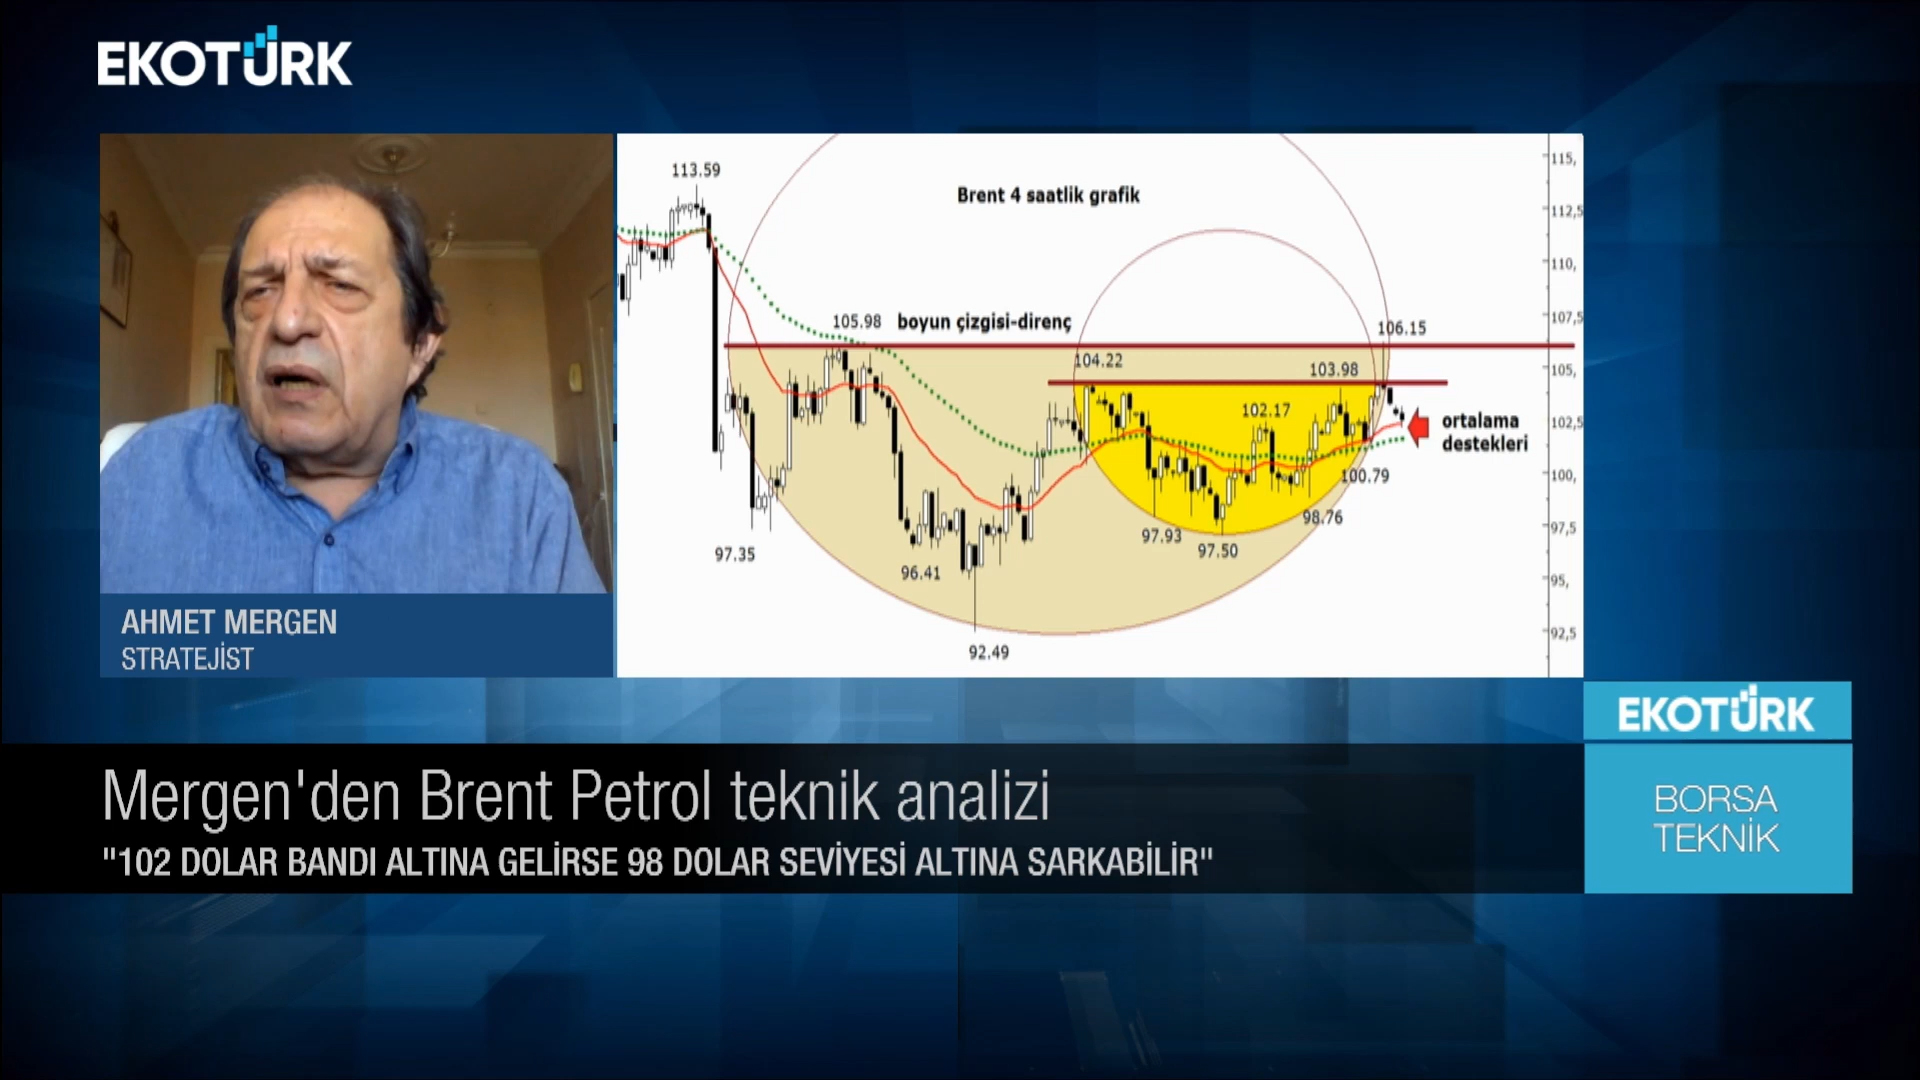 EKOTÜRK
113.59
Brent 4 saatlik grafik
105.98 boyun çizgisi-direnç
106.15
104.22
103.98
102.17
ortalama
destekleri
100.79
98.76
97.93
97.50
97.35
96.41
92.49
115,
112,5
110,
107,5
105,
102,5
100,
97,5
95,
92,5
AHMET MERGEN
STRATEJİST
EKOTÜRK
BORSA
TEKNİK
Mergen'den Brent Petrol teknik analizi
"102 DOLAR BANDI ALTINA GELİRSE 98 DOLAR SEVİYESİ ALTINA SARKABİLİR"